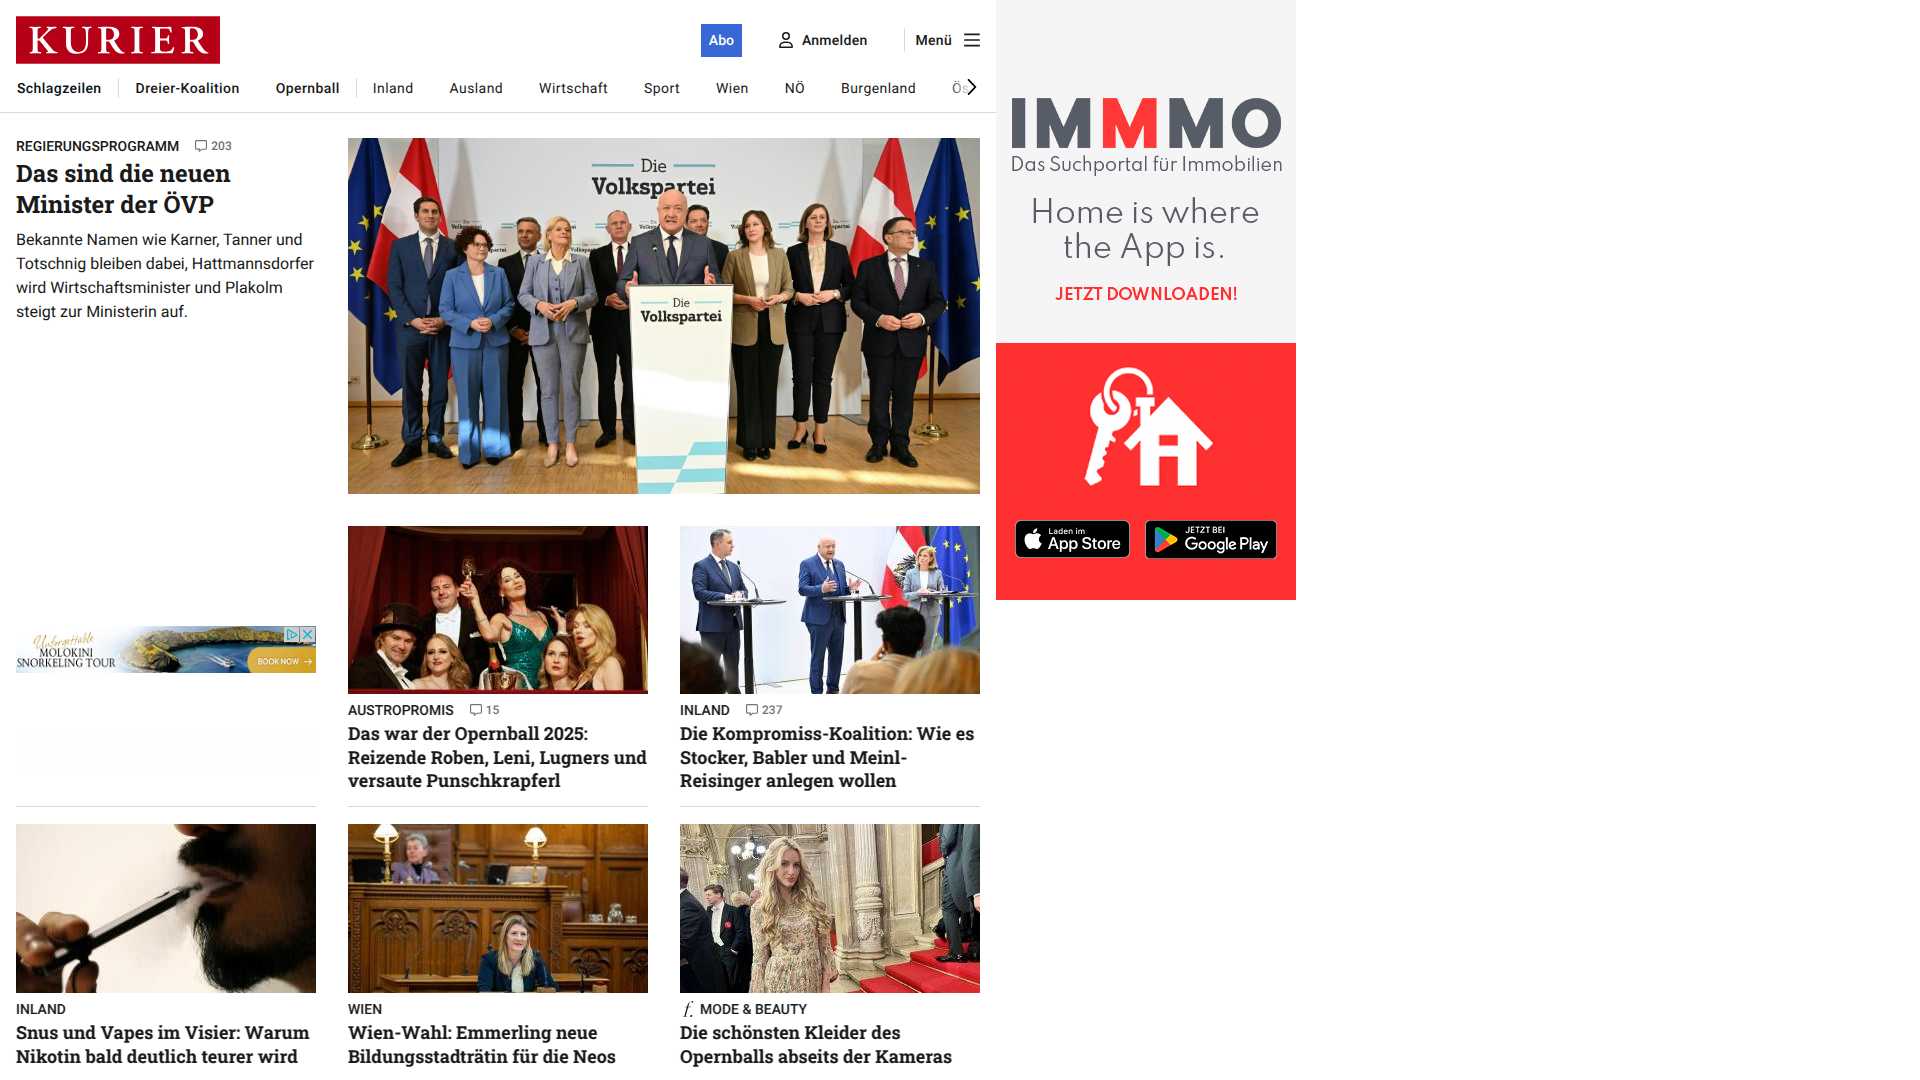 KURIER
Abo
Anmelden
Menü
Schlagzeilen
Dreier-Koalition
Opernball
Inland
Ausland
Wirtschaft
Sport
Wien
NÖ
Burgenland
REGIERUNGSPROGRAMM 203
Das sind die neuen
Minister der ÖVP
Bekannte Namen wie Karner, Tanner und
Totschnig bleiben dabei, Hattmannsdorfer
wird Wirtschaftsminister und Plakolm
steigt zur Ministerin auf.
Die
Volkspartei
Die
Volkspartei
IMMMO
Das Suchportal für Immobilien
Home is where
the App is.
JETZT DOWNLOADEN!
Laden im
App Store
JETZT BEI
Google Play
Unforgettable
MOLOKINI
SNORKELING TOUR
BOOK NOW →
AUSTROPROMIS 15
Das war der Opernball 2025:
Reizende Roben, Leni, Lugners und
versaute Punschkrapferl
INLAND 237
Die Kompromiss-Koalition: Wie es
Stocker, Babler und Meinl-
Reisinger anlegen wollen
INLAND
Snus und Vapes im Visier: Warum
Nikotin bald deutlich teurer wird
WIEN
Wien-Wahl: Emmerling neue
Bildungsstadträtin für die Neos
f. MODE & BEAUTY
Die schönsten Kleider des
Opernballs abseits der Kameras